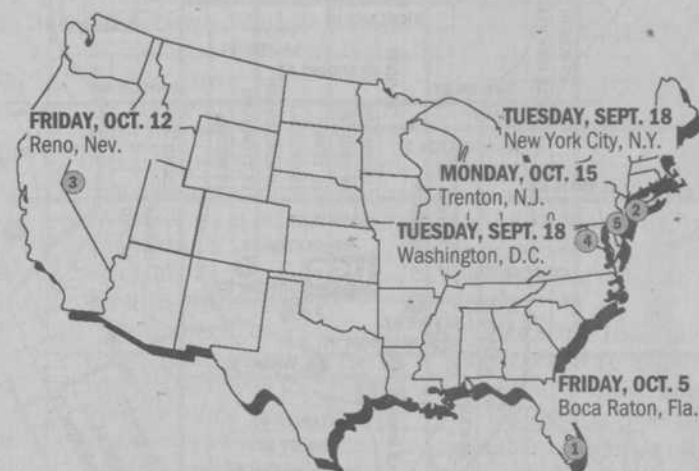 FRIDAY, OCT. 12
Reno, Nev.
3
TUESDAY, SEPT. 18
New York City, N.Y.
MONDAY, OCT. 15
Trenton, N.J.
2
5
TUESDAY, SEPT. 18
Washington, D.C.
4
FRIDAY, OCT. 5
Boca Raton, Fla.
1